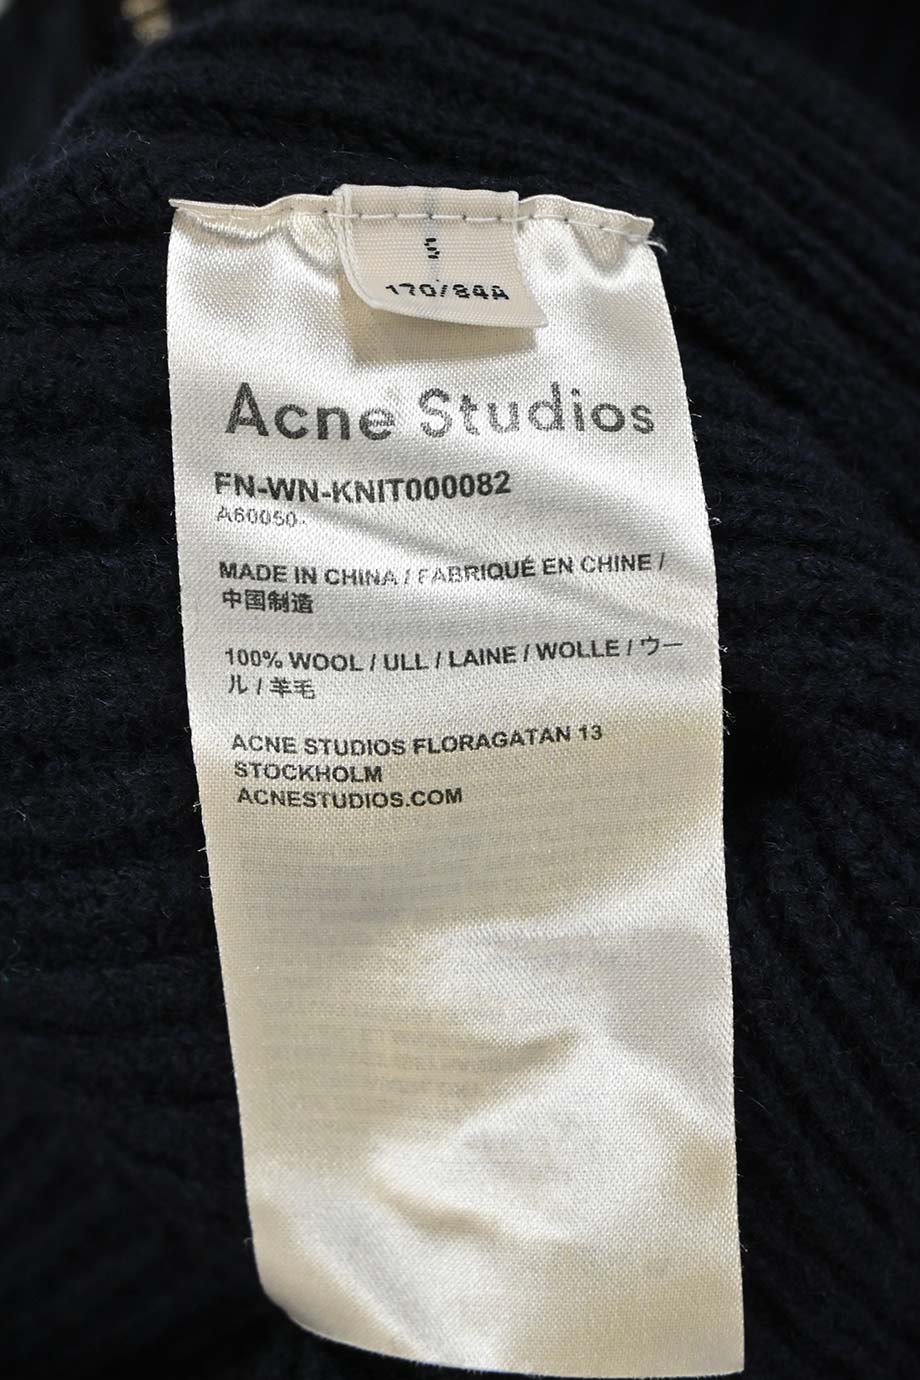 S
170/84A
Acne Studios
FN-WN-KNIT000082
A60050-
MADE IN CHINA / FABRIQUÉ EN CHINE /
中国制造
100% WOOL / ULL / LAINE / WOLLE / ウー
ル / 羊毛
ACNE STUDIOS FLORAGATAN 13
STOCKHOLM
ACNESTUDIOS.COM